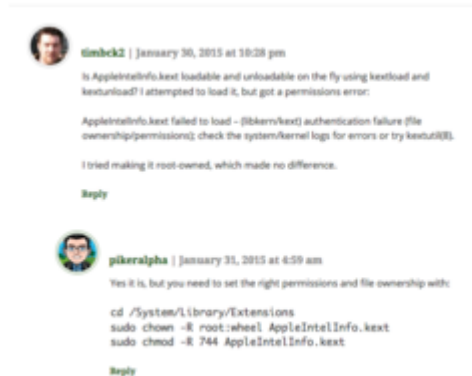 timbck2 | January 30, 2015 at 10:28 pm
Is AppleIntelInfo.kext loadable and unloadable on the fly using kextload and
kextunload? I attempted to load it, but got a permissions error:
AppleIntelInfo.kext failed to load – (libkern/kext) authentication failure (file
ownership/permissions); check the system/kernel logs for errors or try kextutil(8).
I tried making it root-owned, which made no difference.
Reply
pikeralpha | January 31, 2015 at 4:59 am
Yes it is, but you need to set the right permissions and file ownership with:
cd /System/Library/Extensions
sudo chown -R root:wheel AppleIntelInfo.kext
sudo chmod -R 744 AppleIntelInfo.kext
Reply